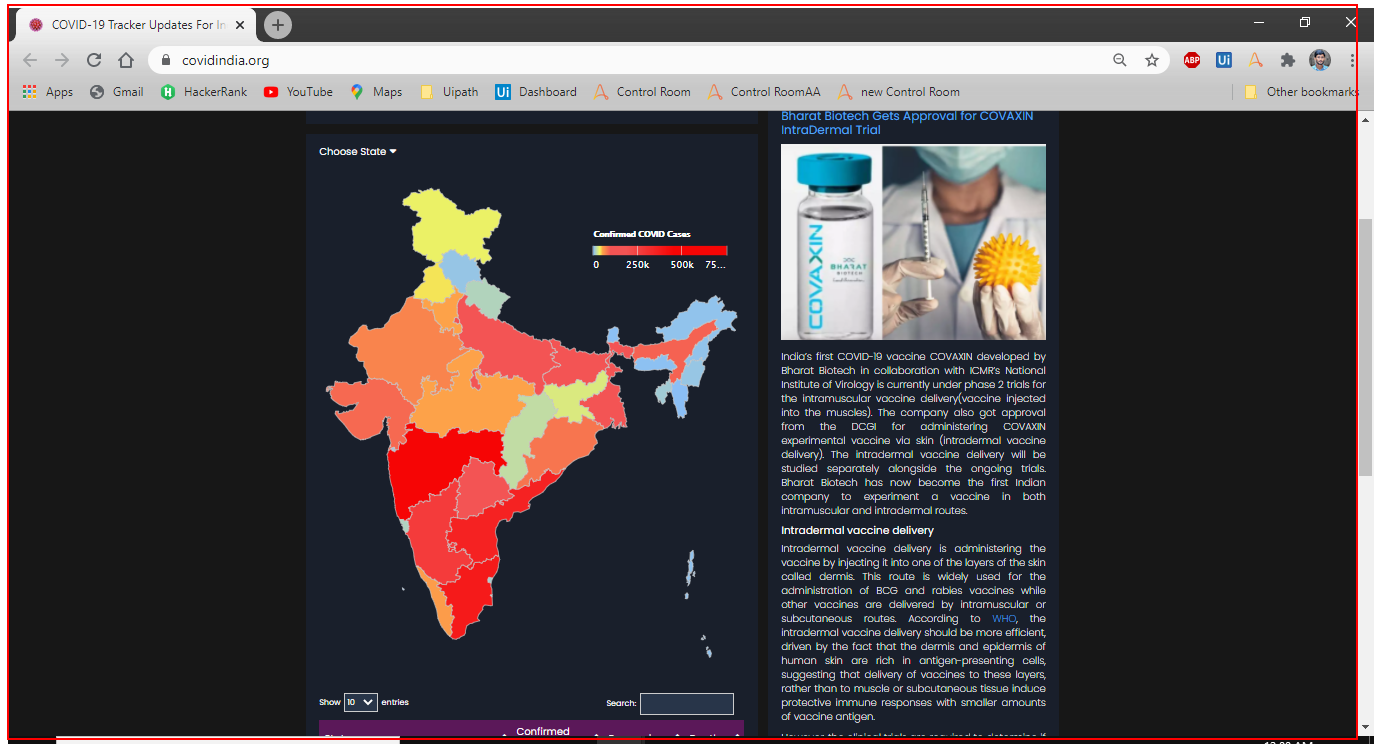 COVID-19 Tracker Updates For In
covidindia.org
ABP
Ui
Apps
Gmail
HackerRank
YouTube
Maps
Uipath
Ui
Dashboard
Control Room
Control RoomAA
new Control Room
Other bookmarks
Choose State
Confirmed COVID Cases
0 250k 500k 75...
Show 10 entries
Search:
Confirmed
Bharat Biotech Gets Approval for COVAXIN
IntraDermal Trial
COVAXIN
BHARAT
BIOTECH
India's first COVID-19 vaccine COVAXIN developed by
Bharat Biotech in collaboration with ICMR's National
Institute of Virology is currently under phase 2 trials for
the intramuscular vaccine delivery(vaccine injected
into the muscles). The company also got approval
from the DCGI for administering COVAXIN
experimental vaccine via skin (intradermal vaccine
delivery). The intradermal vaccine delivery will be
studied separately alongside the ongoing trials.
Bharat Biotech has now become the first Indian
company to experiment a vaccine in both
intramuscular and intradermal routes.
Intradermal vaccine delivery
Intradermal vaccine delivery is administering the
vaccine by injecting it into one of the layers of the skin
called dermis. This route is widely used for the
administration of BCG and rabies vaccines while
other vaccines are delivered by intramuscular or
subcutaneous routes. According to WHO, the
intradermal vaccine delivery should be more efficient,
driven by the fact that the dermis and epidermis of
human skin are rich in antigen-presenting cells,
suggesting that delivery of vaccines to these layers,
rather than to muscle or subcutaneous tissue induce
protective immune responses with smaller amounts
of vaccine antigen.
However the clinical trials are required to determine if